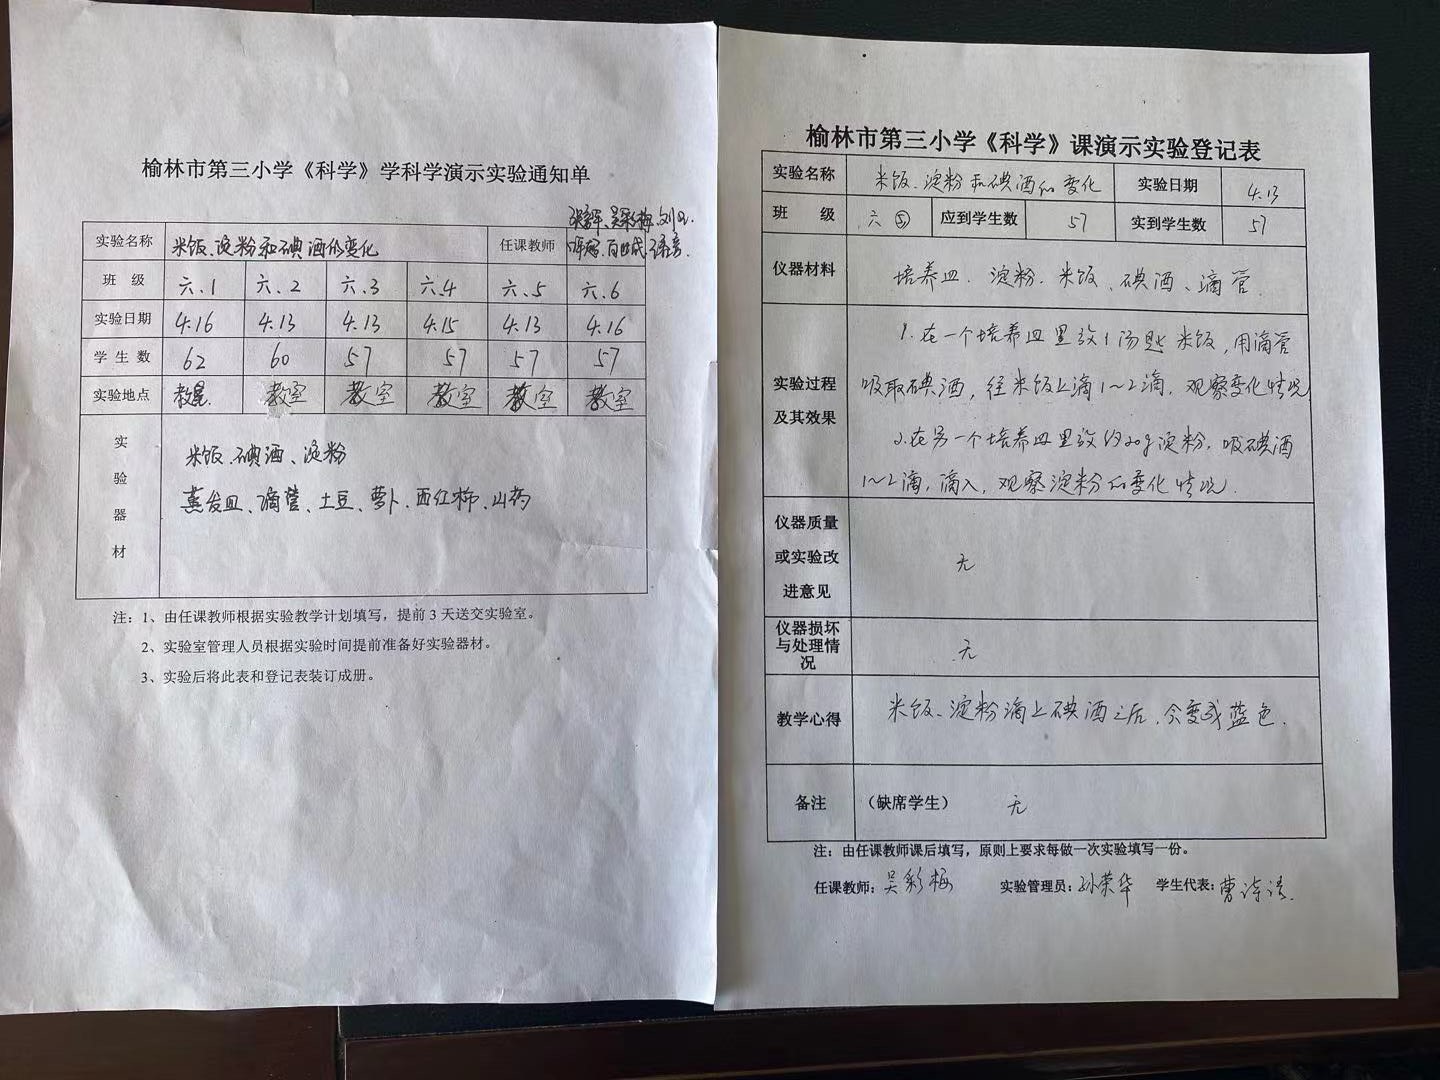 榆林市第三小学《科学》学科学演示实验通知单
吴彩梅
实验名称 米饭、淀粉和碘酒的变化 任课教师
班 级 六.1 六.2 六.3 六.4 六.5 六.6
实验日期 4.16 4.13 4.13 4.15 4.13 4.16
学 生 数 62 60 57 57 57 57
实验地点 教室 教室 教室 教室 教室 教室
实验器材
米饭、碘酒、淀粉
蒸发皿、滴管、土豆、萝卜、西红柿、山药
注：1、由任课教师根据实验教学计划填写，提前 3 天送交实验室。
2、实验室管理人员根据实验时间提前准备好实验器材。
3、实验后将此表和登记表装订成册。
榆林市第三小学《科学》课演示实验登记表
实验名称 米饭、淀粉和碘酒的变化 实验日期 4.13
班 级 六⑤ 应到学生数 57 实到学生数 57
仪器材料 培养皿、淀粉、米饭、碘酒、滴管
实验过程及其效果
1.在一个培养皿里放1汤匙米饭，用滴管
吸取碘酒，往米饭上滴1～2滴，观察变化情况
2.在另一个培养皿里放约20g淀粉，吸碘酒
1～2滴，滴入，观察淀粉的变化情况.
仪器质量
或实验改
进意见
无
仪器损坏
与处理情
况
无
教学心得 米饭、淀粉滴上碘酒之后，会变成蓝色.
备注 （缺席学生） 无
注：由任课教师课后填写，原则上要求每做一次实验填写一份。
任课教师：吴彩梅 实验管理员：孙荣华 学生代表：曹